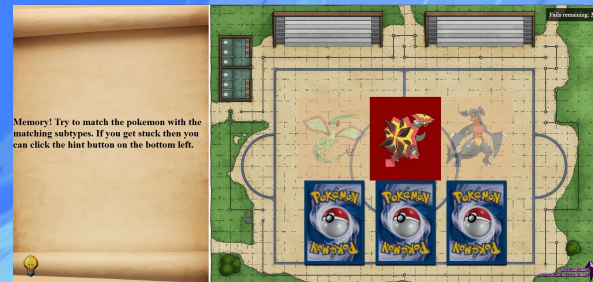 Fails remaining:
Memory! Try to match the pokemon with the
matching subtypes. If you get stuck then you
can click the hint button on the bottom left.
POKéMON
POKéMON
POKéMON
POKéMON
POKéMON
POKéMON